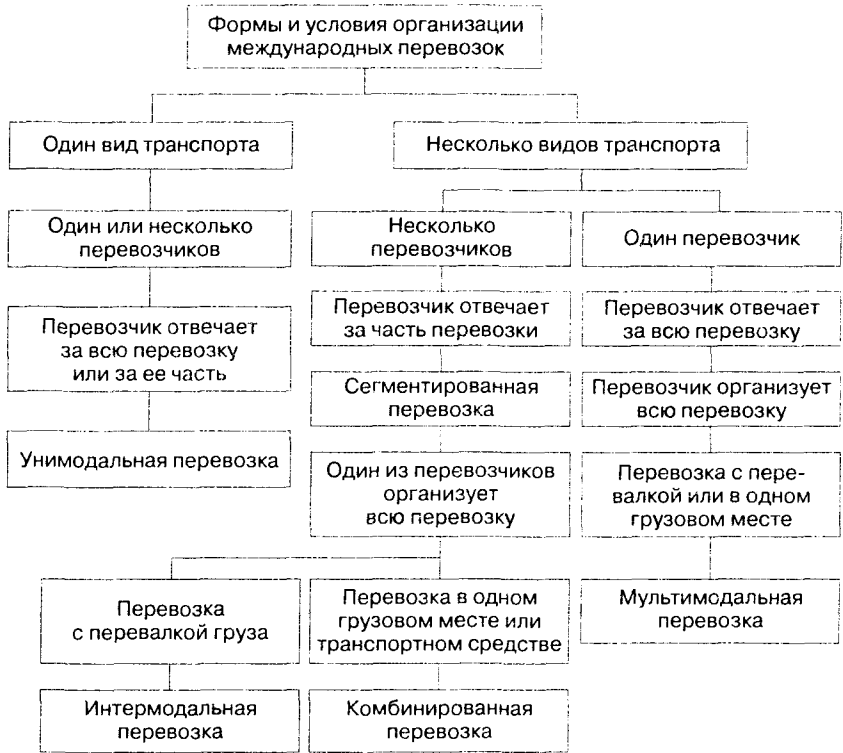 Формы и условия организации
международных перевозок
Один вид транспорта
Несколько видов транспорта
Один или несколько
перевозчиков
Несколько
перевозчиков
Один перевозчик
Перевозчик отвечает
за всю перевозку
или за ее часть
Перевозчик отвечает
за часть перевозки
Перевозчик отвечает
за всю перевозку
Сегментированная
перевозка
Перевозчик организует
всю перевозку
Унимодальная перевозка
Один из перевозчиков
организует
всю перевозку
Перевозка с пере-
валкой или в одном
грузовом месте
Перевозка
с перевалкой груза
Перевозка в одном
грузовом месте или
транспортном средстве
Мультимодальная
перевозка
Интермодальная
перевозка
Комбинированная
перевозка